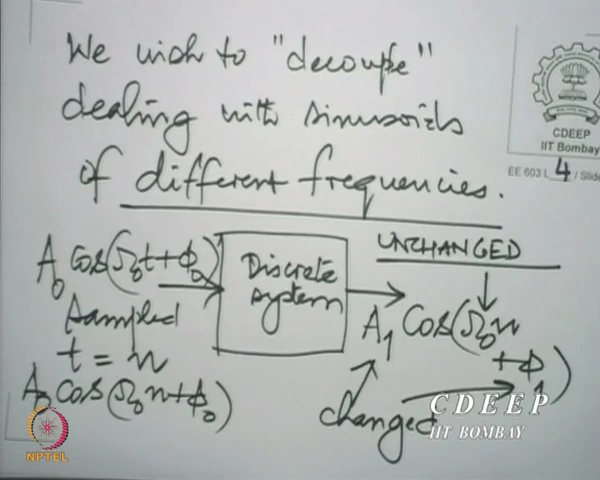 We wish to "decouple"
dealing with sinusoids
of different frequencies.
A₀ Cos(Ω₀t+ϕ₀)
Sampled
t = n
A₀ Cos(Ω₀n+ϕ₀)
Discrete
system
UNCHANGED
A₁ Cos(Ω₀n
+ϕ₁)
changed
CDEEP
IIT Bombay
EE 603 L 4 / Slide
CDEEP
IIT BOMBAY
NPTEL